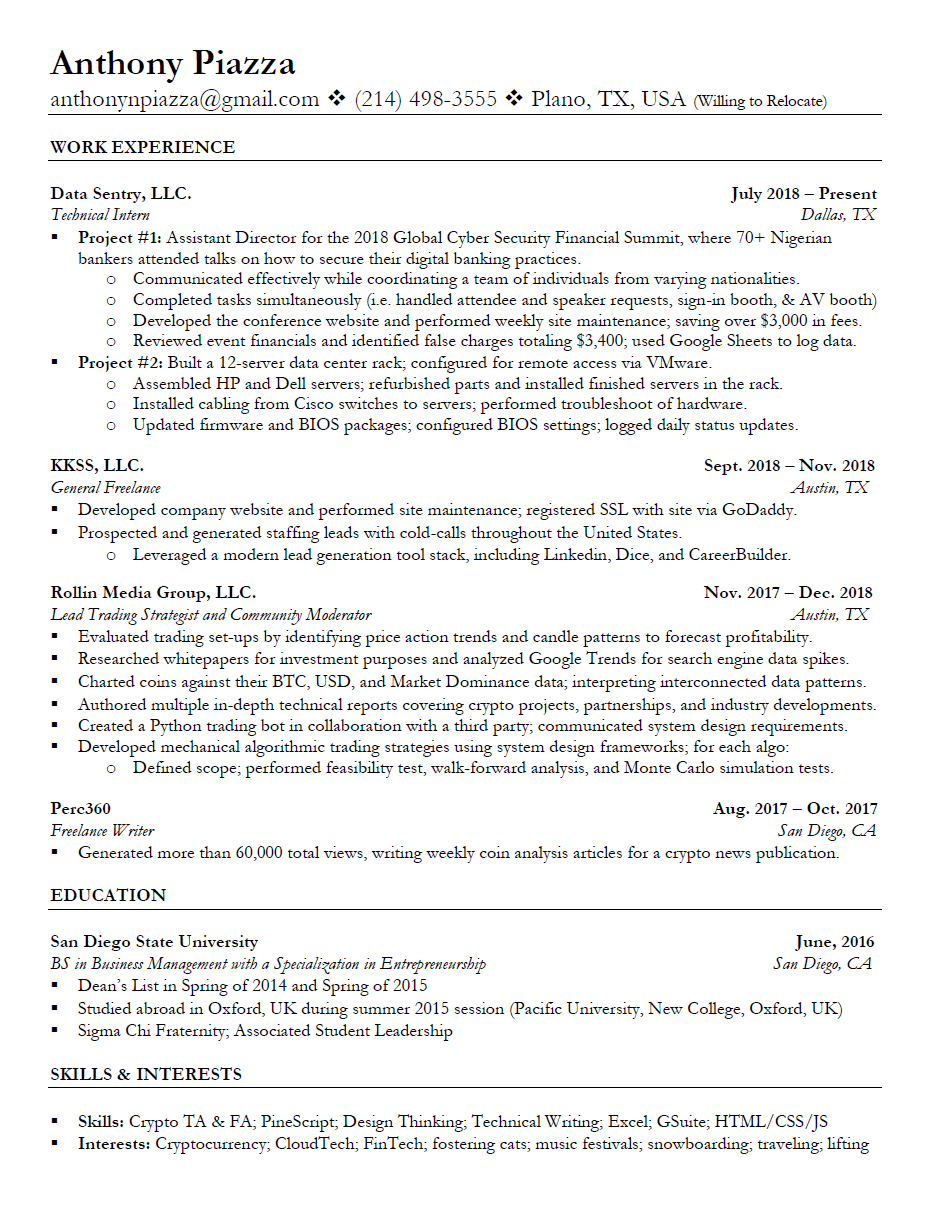 Anthony Piazza
anthonynpiazza@gmail.com ❖ (214) 498-3555 ❖ Plano, TX, USA (Willing to Relocate)
WORK EXPERIENCE
Data Sentry, LLC. July 2018 – Present
Technical Intern Dallas, TX
▪ Project #1: Assistant Director for the 2018 Global Cyber Security Financial Summit, where 70+ Nigerian
bankers attended talks on how to secure their digital banking practices.
o Communicated effectively while coordinating a team of individuals from varying nationalities.
o Completed tasks simultaneously (i.e. handled attendee and speaker requests, sign-in booth, & AV booth)
o Developed the conference website and performed weekly site maintenance; saving over $3,000 in fees.
o Reviewed event financials and identified false charges totaling $3,400; used Google Sheets to log data.
▪ Project #2: Built a 12-server data center rack; configured for remote access via VMware.
o Assembled HP and Dell servers; refurbished parts and installed finished servers in the rack.
o Installed cabling from Cisco switches to servers; performed troubleshoot of hardware.
o Updated firmware and BIOS packages; configured BIOS settings; logged daily status updates.
KKSS, LLC. Sept. 2018 – Nov. 2018
General Freelance Austin, TX
▪ Developed company website and performed site maintenance; registered SSL with site via GoDaddy.
▪ Prospected and generated staffing leads with cold-calls throughout the United States.
o Leveraged a modern lead generation tool stack, including Linkedin, Dice, and CareerBuilder.
Rollin Media Group, LLC. Nov. 2017 – Dec. 2018
Lead Trading Strategist and Community Moderator Austin, TX
▪ Evaluated trading set-ups by identifying price action trends and candle patterns to forecast profitability.
▪ Researched whitepapers for investment purposes and analyzed Google Trends for search engine data spikes.
▪ Charted coins against their BTC, USD, and Market Dominance data; interpreting interconnected data patterns.
▪ Authored multiple in-depth technical reports covering crypto projects, partnerships, and industry developments.
▪ Created a Python trading bot in collaboration with a third party; communicated system design requirements.
▪ Developed mechanical algorithmic trading strategies using system design frameworks; for each algo:
o Defined scope; performed feasibility test, walk-forward analysis, and Monte Carlo simulation tests.
Perc360 Aug. 2017 – Oct. 2017
Freelance Writer San Diego, CA
▪ Generated more than 60,000 total views, writing weekly coin analysis articles for a crypto news publication.
EDUCATION
San Diego State University June, 2016
BS in Business Management with a Specialization in Entrepreneurship San Diego, CA
▪ Dean’s List in Spring of 2014 and Spring of 2015
▪ Studied abroad in Oxford, UK during summer 2015 session (Pacific University, New College, Oxford, UK)
▪ Sigma Chi Fraternity; Associated Student Leadership
SKILLS & INTERESTS
▪ Skills: Crypto TA & FA; PineScript; Design Thinking; Technical Writing; Excel; GSuite; HTML/CSS/JS
▪ Interests: Cryptocurrency; CloudTech; FinTech; fostering cats; music festivals; snowboarding; traveling; lifting